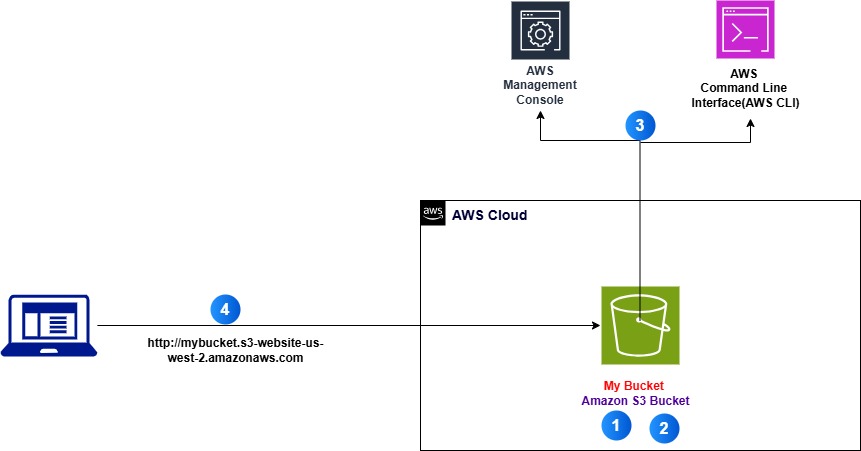 AWS
Management
Console
AWS
Command Line
Interface(AWS CLI)
3
aws
AWS Cloud
4
http://mybucket.s3-website-us-
west-2.amazonaws.com
My Bucket
Amazon S3 Bucket
1
2